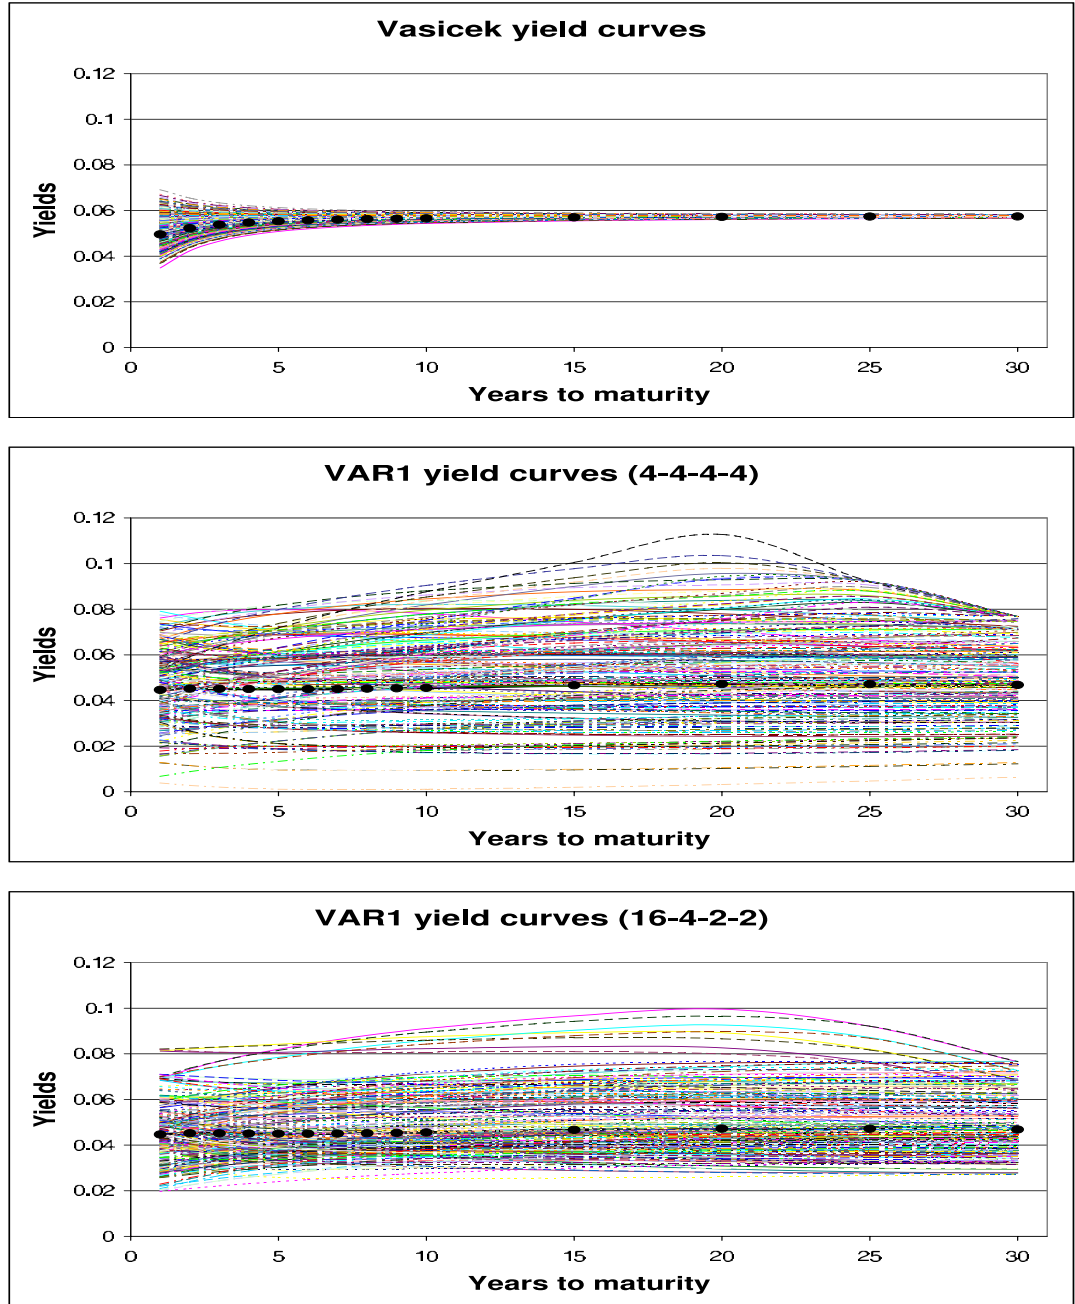 Vasicek yield curves
0.12
0.1
0.08
0.06
0.04
0.02
0
Yields
0 5 10 15 20 25 30
Years to maturity
VAR1 yield curves (4-4-4-4)
0.12
0.1
0.08
0.06
0.04
0.02
0
Yields
0 5 10 15 20 25 30
Years to maturity
VAR1 yield curves (16-4-2-2)
0.12
0.1
0.08
0.06
0.04
0.02
0
Yields
0 5 10 15 20 25 30
Years to maturity